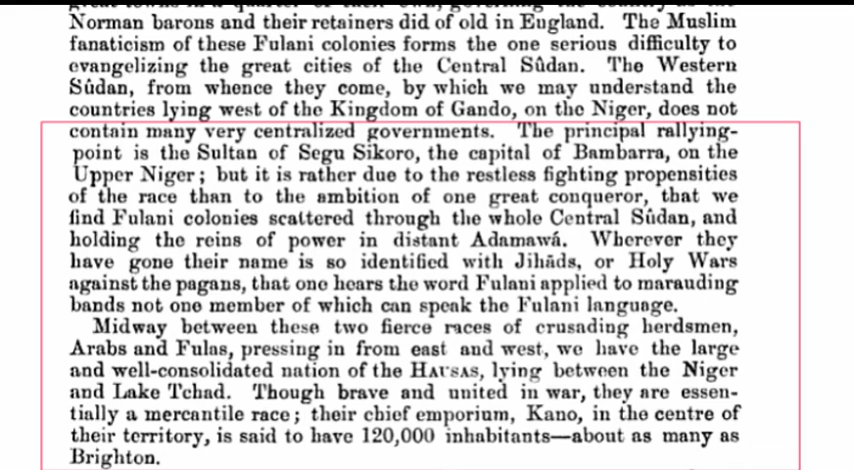 Norman barons and their retainers did of old in England. The Muslim
fanaticism of these Fulani colonies forms the one serious difficulty to
evangelizing the great cities of the Central Sûdan. The Western
Sûdan, from whence they come, by which we may understand the
countries lying west of the Kingdom of Gando, on the Niger, does not
contain many very centralized governments. The principal rallying-
point is the Sultan of Segu Sikoro, the capital of Bambarra, on the
Upper Niger; but it is rather due to the restless fighting propensities
of the race than to the ambition of one great conqueror, that we
find Fulani colonies scattered through the whole Central Sûdan, and
holding the reins of power in distant Adamawá. Wherever they
have gone their name is so identified with Jihāds, or Holy Wars
against the pagans, that one hears the word Fulani applied to marauding
bands not one member of which can speak the Fulani language.
Midway between these two fierce races of crusading herdsmen,
Arabs and Fulas, pressing in from east and west, we have the large
and well-consolidated nation of the HAUSAS, lying between the Niger
and Lake Tchad. Though brave and united in war, they are essen-
tially a mercantile race; their chief emporium, Kano, in the centre of
their territory, is said to have 120,000 inhabitants—about as many as
Brighton.